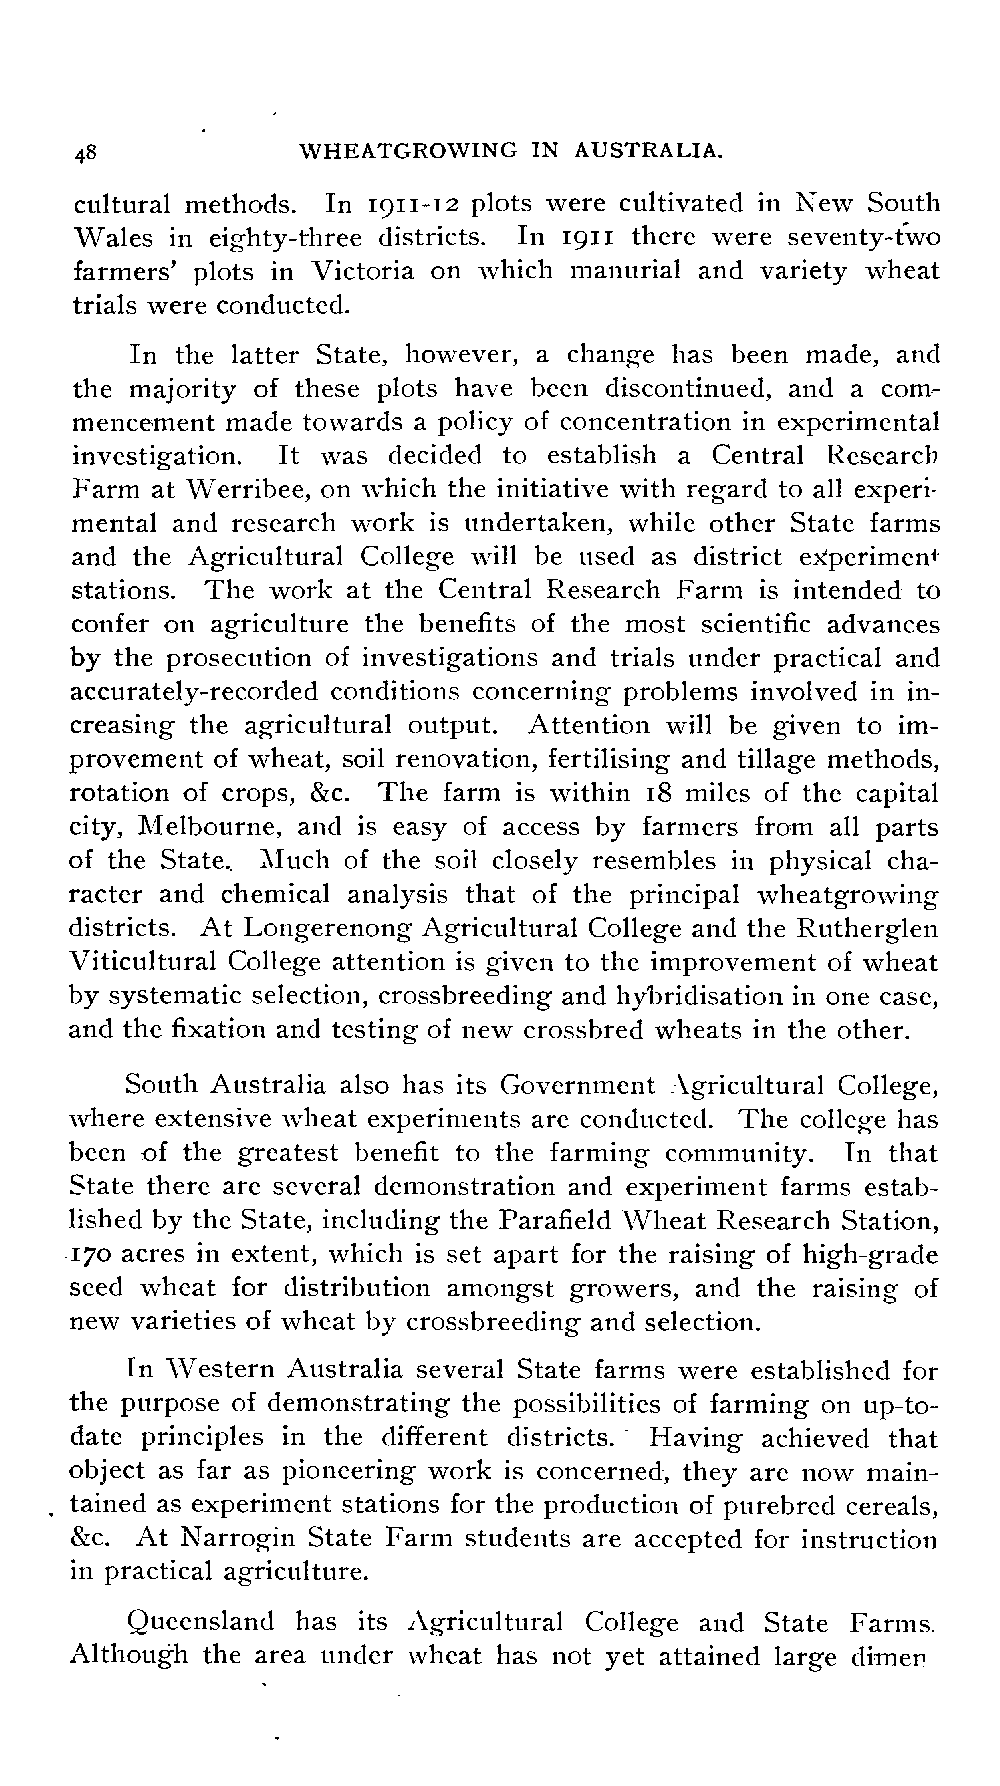 48 WHEATGROWING IN AUSTRALIA.
cultural methods. In 1911-12 plots were cultivated in New South
Wales in eighty-three districts. In 1911 there were seventy-two
farmers' plots in Victoria on which manurial and variety wheat
trials were conducted.
In the latter State, however, a change has been made, and
the majority of these plots have been discontinued, and a com-
mencement made towards a policy of concentration in experimental
investigation. It was decided to establish a Central Research
Farm at Werribee, on which the initiative with regard to all experi-
mental and research work is undertaken, while other State farms
and the Agricultural College will be used as district experiment
stations. The work at the Central Research Farm is intended to
confer on agriculture the benefits of the most scientific advances
by the prosecution of investigations and trials under practical and
accurately-recorded conditions concerning problems involved in in-
creasing the agricultural output. Attention will be given to im-
provement of wheat, soil renovation, fertilising and tillage methods,
rotation of crops, &c. The farm is within 18 miles of the capital
city, Melbourne, and is easy of access by farmers from all parts
of the State. Much of the soil closely resembles in physical cha-
racter and chemical analysis that of the principal wheatgrowing
districts. At Longerenong Agricultural College and the Rutherglen
Viticultural College attention is given to the improvement of wheat
by systematic selection, crossbreeding and hybridisation in one case,
and the fixation and testing of new crossbred wheats in the other.
South Australia also has its Government Agricultural College,
where extensive wheat experiments are conducted. The college has
been of the greatest benefit to the farming community. In that
State there are several demonstration and experiment farms estab-
lished by the State, including the Parafield Wheat Research Station,
170 acres in extent, which is set apart for the raising of high-grade
seed wheat for distribution amongst growers, and the raising of
new varieties of wheat by crossbreeding and selection.
In Western Australia several State farms were established for
the purpose of demonstrating the possibilities of farming on up-to-
date principles in the different districts. Having achieved that
object as far as pioneering work is concerned, they are now main-
tained as experiment stations for the production of purebred cereals,
&c. At Narrogin State Farm students are accepted for instruction
in practical agriculture.
Queensland has its Agricultural College and State Farms.
Although the area under wheat has not yet attained large dimen